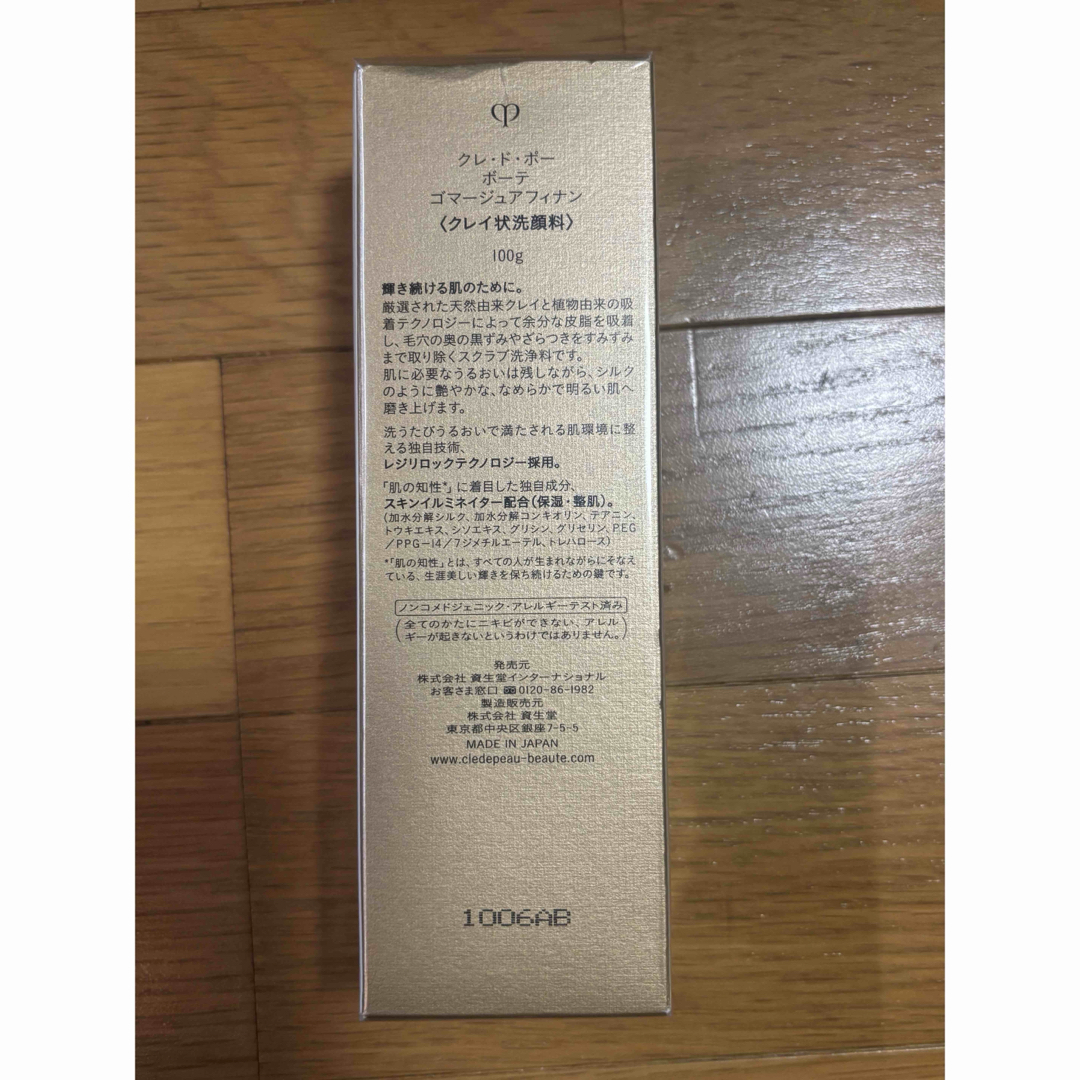 クレ・ド・ポー
ボーテ
ゴマージュアフィナン
〈クレイ状洗顔料〉
100g
輝き続ける肌のために。
厳選された天然由来クレイと植物由来の吸
着テクノロジーによって余分な皮脂を吸着
し、毛穴の奥の黒ずみやざらつきをすみずみ
まで取り除くスクラブ洗浄料です。
肌に必要なうるおいは残しながら、シルク
のように艶やかな、なめらかで明るい肌へ
磨き上げます。
洗うたびうるおいで満たされる肌環境に整
える独自技術、
レジリロックテクノロジー採用。
「肌の知性*」に着目した独自成分、
スキンイルミネイター配合(保湿・整肌)。
(加水分解シルク、加水分解コンキオリン、テアニン、
トウキエキス、シソエキス、グリシン、グリセリン、PEG
/PPG-14/7ジメチルエーテル、トレハロース)
*「肌の知性」とは、すべての人が生まれながらにそなえ
ている、生涯美しい輝きを保ち続けるための鍵です。
ノンコメドジェニック・アレルギーテスト済み
(全てのかたにニキビができない、アレル
ギーが起きないというわけではありません。)
発売元
株式会社 資生堂インターナショナル
お客さま窓口 0120-86-1982
製造販売元
株式会社 資生堂
東京都中央区銀座7-5-5
MADE IN JAPAN
www.cledepeau-beaute.com
1006AB